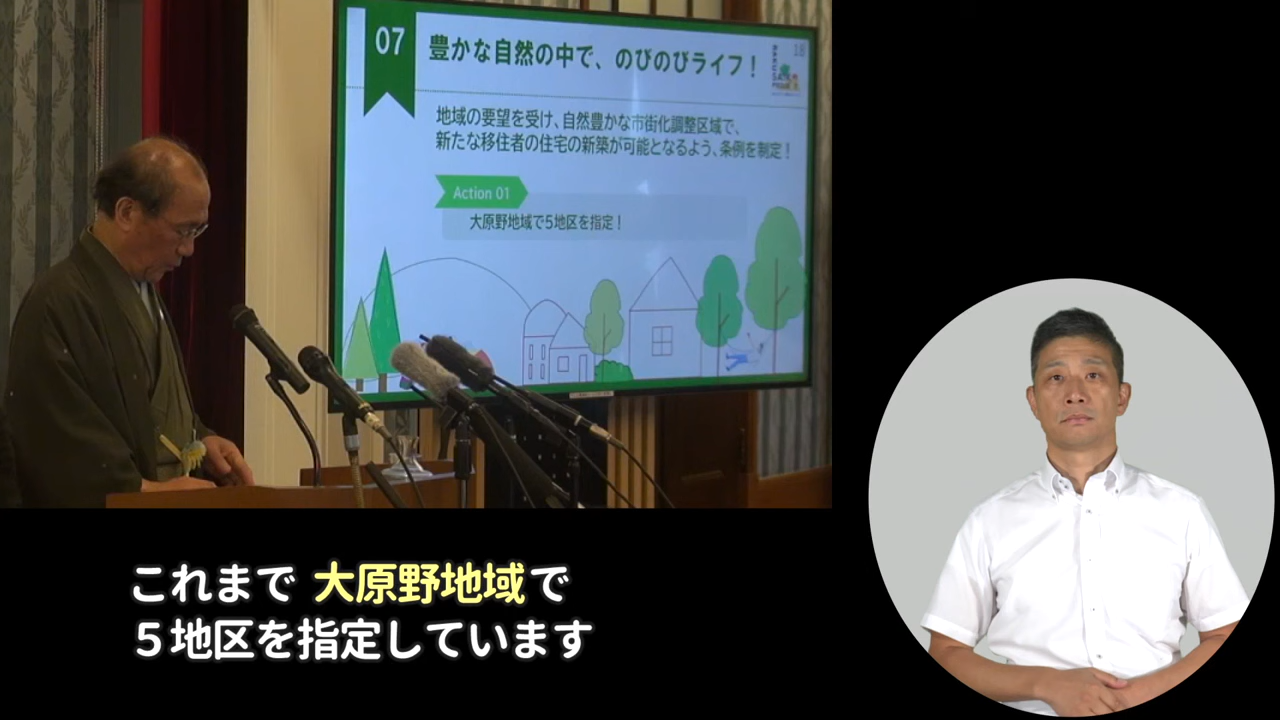 07
豊かな自然の中で、のびのびライフ！
18
地域の要望を受け、自然豊かな市街化調整区域で、
新たな移住者の住宅の新築が可能となるよう、条例を制定！
Action 01
大原野地域で5地区を指定！
これまで 大原野地域で
５地区を指定しています